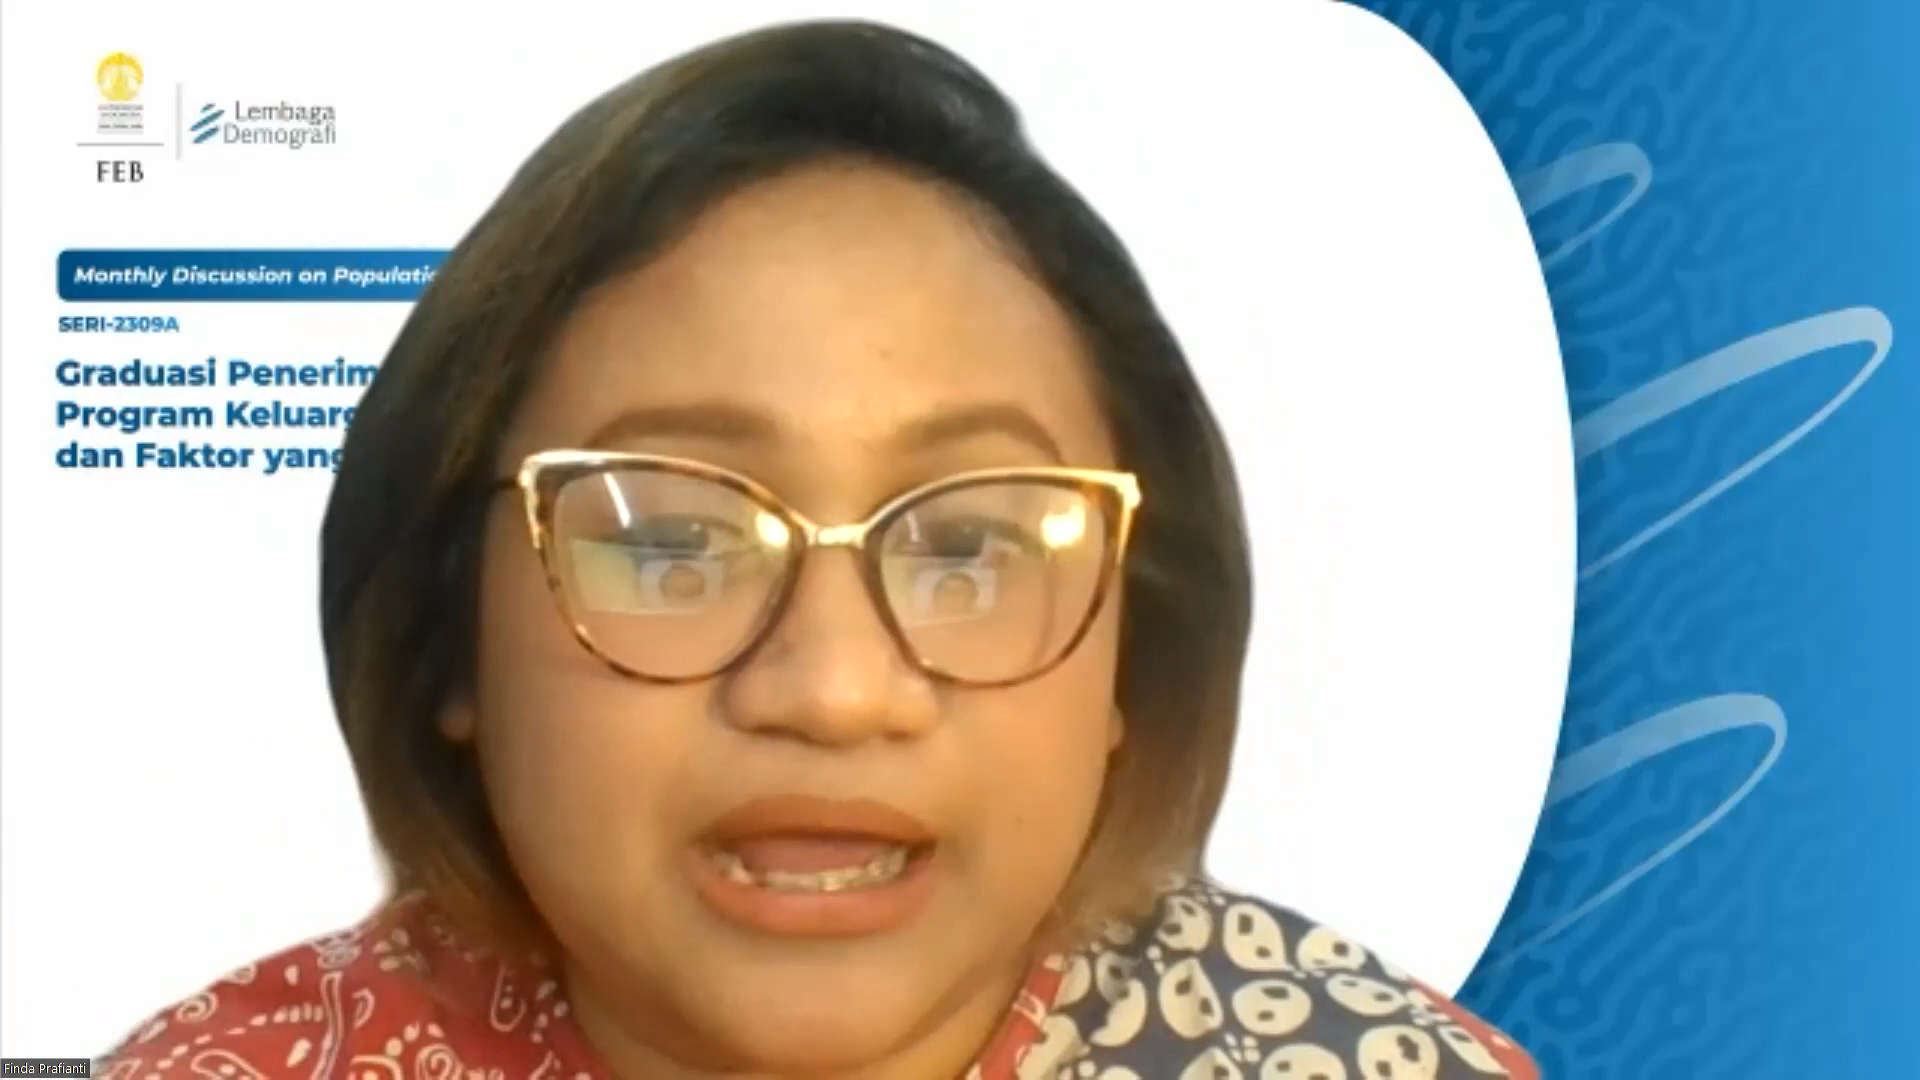 Lembaga
Demografi
FEB
Monthly Discussion on Populatio
SERI-2309A
Graduasi Penerim
Program Keluarg
dan Faktor yang
Finda Prafianti